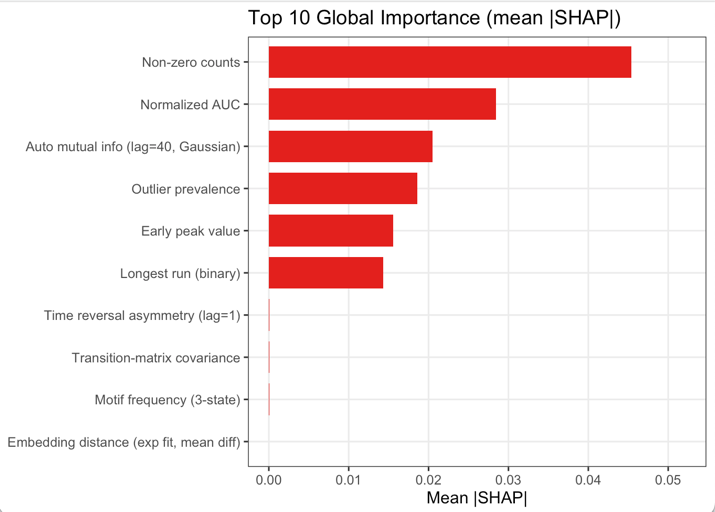 Top 10 Global Importance (mean |SHAP|)
Non-zero counts
Normalized AUC
Auto mutual info (lag=40, Gaussian)
Outlier prevalence
Early peak value
Longest run (binary)
Time reversal asymmetry (lag=1)
Transition-matrix covariance
Motif frequency (3-state)
Embedding distance (exp fit, mean diff)
0.00 0.01 0.02 0.03 0.04 0.05
Mean |SHAP|